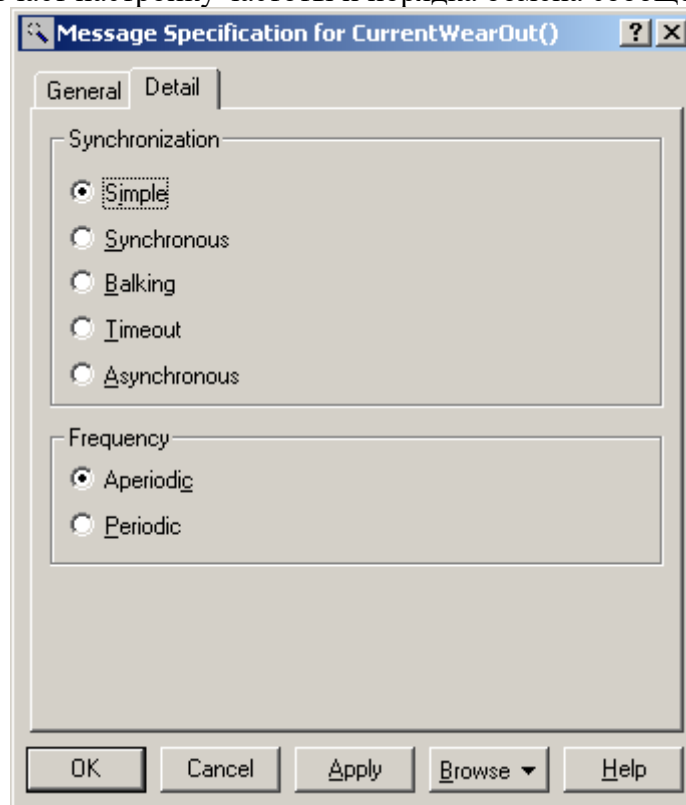 Message Specification for CurrentWearOut()
General Detail
Synchronization
Simple
Synchronous
Balking
Timeout
Asynchronous
Frequency
Aperiodic
Periodic
OK Cancel Apply Browse Help